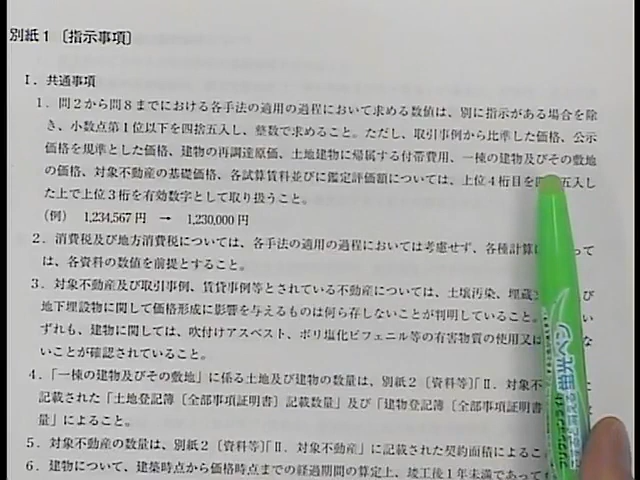 別紙1〔指示事項〕
Ⅰ．共通事項
1．問2から問8までにおける各手法の適用の過程において求める数値は、別に指示がある場合を除
き、小数点第1位以下を四捨五入し、整数で求めること。ただし、取引事例から比準した価格、公示
価格を規準とした価格、建物の再調達原価、土地建物に帰属する付帯費用、一棟の建物及びその敷地
の価格、対象不動産の基礎価格、各試算賃料並びに鑑定評価額については、上位4桁目を四 五入し
た上で上位3桁を有効数字として取り扱うこと。
（例） 1,234,567円 → 1,230,000円
2．消費税及び地方消費税については、各手法の適用の過程においては考慮せず、各種計算 って
は、各資料の数値を前提とすること。
3．対象不動産及び取引事例、賃貸事例等とされている不動産については、土壌汚染、埋蔵 び
地下埋設物に関して価格形成に影響を与えるものは何ら存しないことが判明していること。 い
ずれも、建物に関しては、吹付けアスベスト、ポリ塩化ビフェニル等の有害物質の使用又は な
いことが確認されていること。
4．「一棟の建物及びその敷地」に係る土地及び建物の数量は、別紙2〔資料等〕「Ⅱ．対象不
記載された「土地登記簿〔全部事項証明書〕記載数量」及び「建物登記簿〔全部事項証明書
量」によること。
5．対象不動産の数量は、別紙2〔資料等〕「Ⅱ．対象不動産」に記載された契約面積によるこ
6．建物について、建築時点から価格時点までの経過期間の算定上、竣工後1年未満であって
蛍光ペン